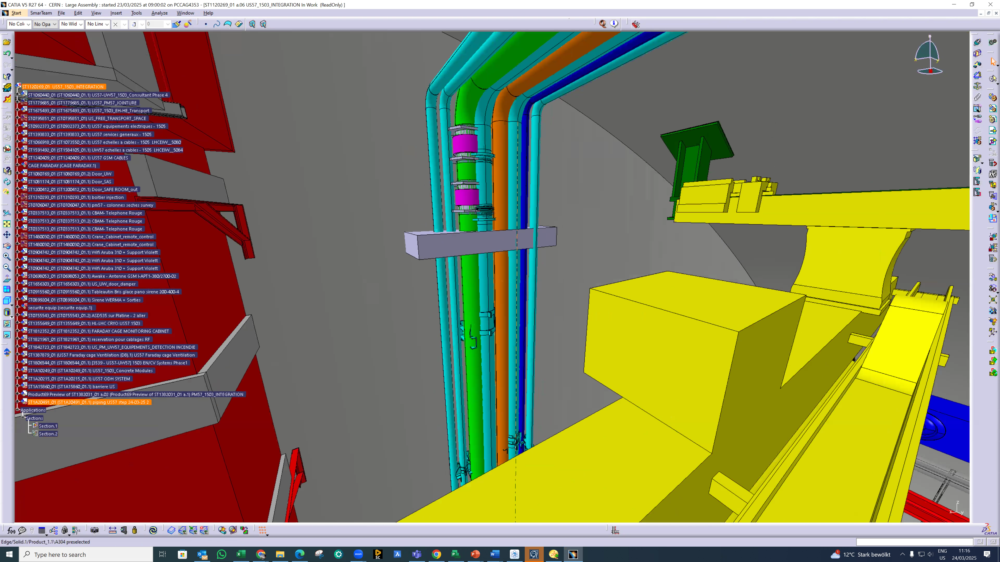 CATIA V5 R27 64 - CERN : Large Assembly : started 23/03/2025 at 09:00:02 on PCCAG4353 - [ST1120269_01 a.06 US57_1503_INTEGRATION In Work (ReadOnly) ]
Start SmarTeam File Edit View Insert Tools Analyze Window Help
No Col No Opa No Wid No Line 0
ST1120269_01 US57_1503_INTEGRATION
ST1060440_01 (ST1060440_01.1) US57-UW57_1503_Consultant Phase 4
ST1779685_01 (ST1779685_01.1) US57_PM57_JOINTURE
ST1675493_01 (ST1675493_01.1) US57_1503_EH-HE_Transport
ST0795851_01 (ST0795851_01) US_FREE_TRANSPORT_SPACE
ST0932373_01 (ST0932373_01.1) US57 equipements electriques - 1505
ST1393833_01 (ST1393833_01.1) US57 services generaux - 1505
ST1066918_01 (ST1073550_01.1) US57 echelles a cables - 1505 LHCEIW__5080
ST1591492_01 (ST1584105_01.1) UW57 echelles a cables - 1505 LHCEIW__5084
ST1240409_01 (ST1240409_01.1) US57 GSM CABLES
CAGE FARADAY (CAGE FARADAY.1)
ST1080769_01 (ST1080769_01.2) Door_UW
ST1081174_01 (ST1081174_01.1) Door_SAS
ST1200412_01 (ST1200412_01.1) Door_SAFE ROOM_out
ST1310293_01 (ST1310293_01.1) boitier injection
ST0706047_01 (ST0706047_01.1) pm57 - colonnes seches survey
ST0337513_01 (ST0337513_01.1) CBAM- Telephone Rouge
ST0337513_01 (ST0337513_01.2) CBAM- Telephone Rouge
ST0337513_01 (ST0337513_01.3) CBAM- Telephone Rouge
ST1480030_01 (ST1480030_01.1) Crane_Cabinet_remote_control
ST1480030_01 (ST1480030_01.2) Crane_Cabinet_remote_control
ST0904742_01 (ST0904742_01.1) Wifi Aruba 310 + Support Violett
ST0904742_01 (ST0904742_01.2) Wifi Aruba 310 + Support Violett
ST0904742_01 (ST0904742_01.3) Wifi Aruba 310 + Support Violett
ST0698053_01 (ST0698053_01.1) Awake - Antenne GSM I-APT1-380/2700-02
ST1656303_01 (ST1656303_01.1) US_UW_door_damper
ST0915560_01 (ST0915560_01.1) Tableautin Bris glace pano sirene 200-400-4
ST0899204_01 (ST0899204_01.1) Sirene WERMA + Sorties
securite equip (securite equip.1)
ST0755543_01 (ST0755543_01.2) ASD535 sur Platine - 2 aller
ST1355649_01 (ST1355649_01.1) HL-LHC CRYO US57 1503
ST1812352_01 (ST1812352_01.1) FARADAY CAGE MONITORING CABINET
ST1821961_01 (ST1821961_01.1) reservation pour cablages RF
ST1842723_01 (ST1842723_01.1) US_PM_UW57_EQUIPEMENTS_DETECTION INCENDIE
ST1387879_01 (US57 Faraday cage Ventilation (D8).1) US57 Faraday cage Ventilation
ST1806544_01 (ST1806544_01.1) [3539 - US57-UW57] 1503 EN/CV Systems Phase1
ST1A10249_01 (ST1A10249_01.1) US57_1503_Concrete Modules
ST1A20215_01 (ST1A20215_01.1) US57 ODH SYSTEM
ST1A15860_01 (ST1A15860_01.1) barriere US
Product69 Preview of ST1382031_01 a.02 (Product69 Preview of ST1382031_01 a.1) PM57_1503_INTEGRATION
ST1A20491_01 (ST1A20491_01.1) piping US57 step 24-03-25 2
Applications
Sections
Section.1
Section.2
x y
z
x y
CATIA
Edge/Solid.1/Product_1.1\A304 preselected
Type here to search
zoom
SC
1
12°C Stark bewölkt
ENG
US
11:16
24/03/2025